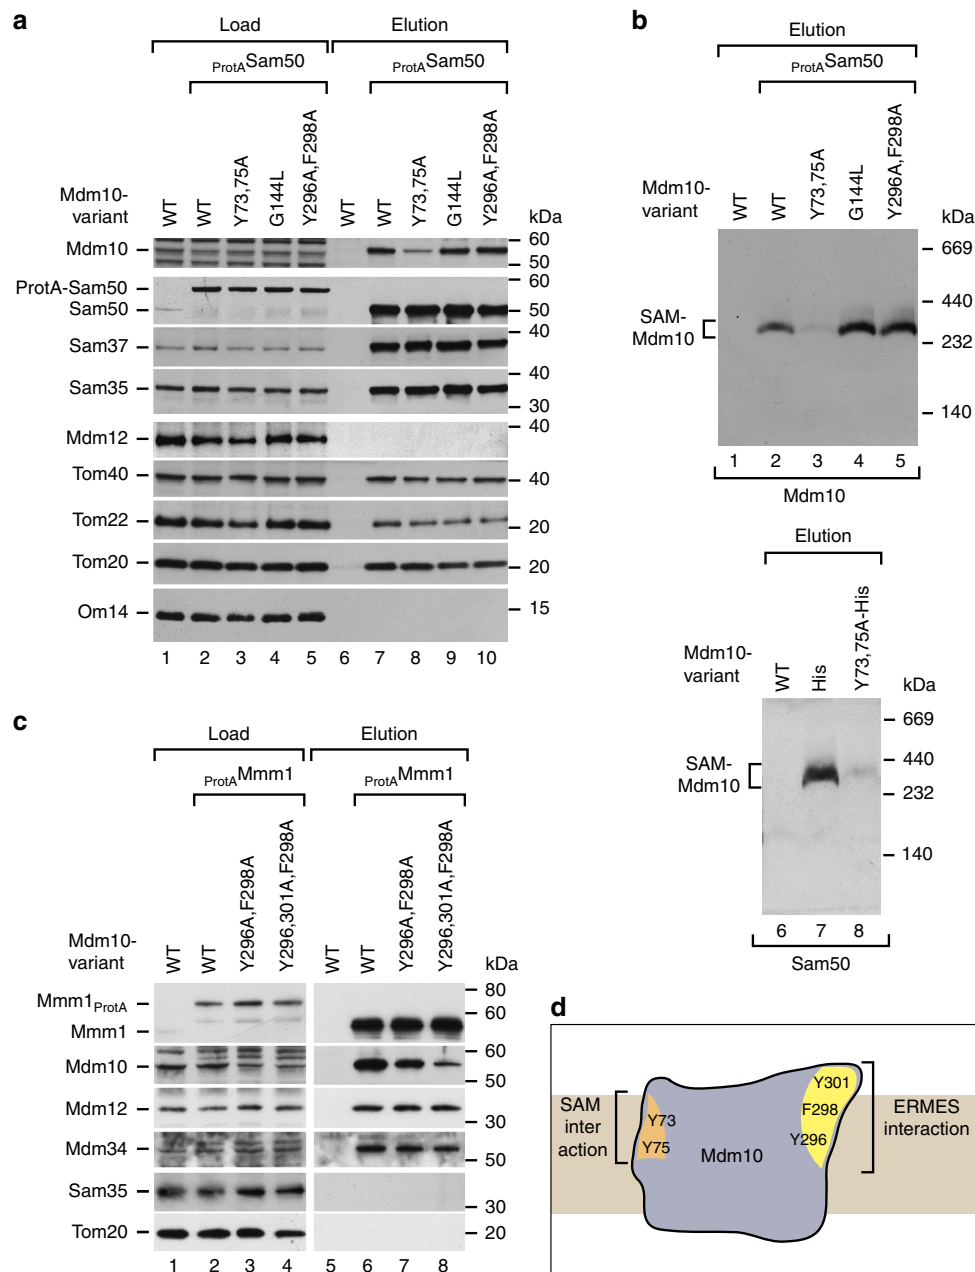 a
Load
Elution
ProtASam50
ProtASam50
Mdm10-
variant
WT
WT
Y73,75A
G144L
Y296A,F298A
WT
WT
Y73,75A
G144L
Y296A,F298A
kDa
Mdm10
60
50
ProtA-Sam50
Sam50
60
50
Sam37
40
Sam35
40
30
Mdm12
40
Tom40
40
Tom22
20
Tom20
20
Om14
15
1 2 3 4 5 6 7 8 9 10
b
Elution
ProtASam50
Mdm10-
variant
WT
WT
Y73,75A
G144L
Y296A,F298A
kDa
669
440
SAM-
Mdm10
232
140
1 2 3 4 5
Mdm10
Elution
Mdm10-
variant
WT
His
Y73,75A-His
kDa
669
SAM-
Mdm10
440
232
140
6 7 8
Sam50
c
Load
Elution
ProtAMmm1
ProtAMmm1
Mdm10-
variant
WT
WT
Y296A,F298A
Y296,301A,F298A
WT
WT
Y296A,F298A
Y296,301A,F298A
kDa
Mmm1ProtA
Mmm1
80
60
Mdm10
60
50
Mdm12
30
Mdm34
50
Sam35
30
Tom20
20
1 2 3 4 5 6 7 8
d
SAM
inter
action
Y73
Y75
Mdm10
Y301
F298
Y296
ERMES
interaction